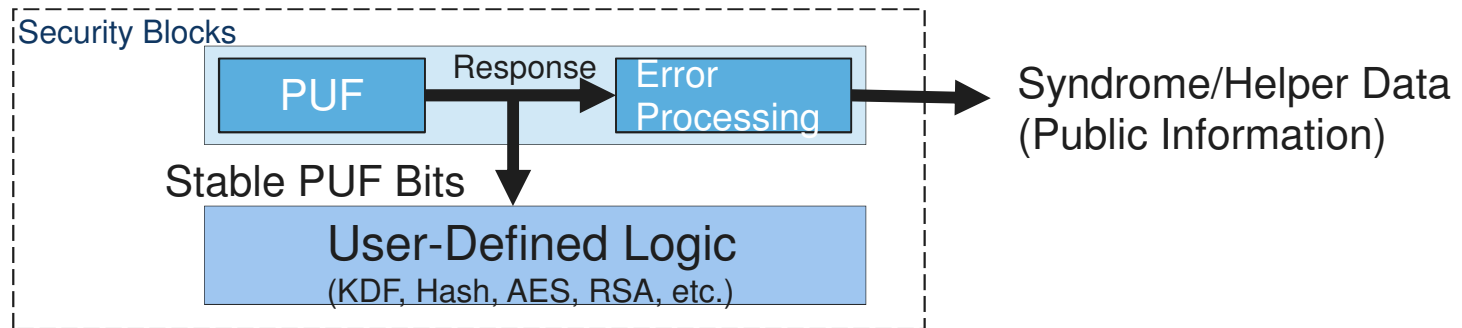 Security Blocks
PUF
Response
Error
Processing
Syndrome/Helper Data
(Public Information)
Stable PUF Bits
User-Defined Logic
(KDF, Hash, AES, RSA, etc.)